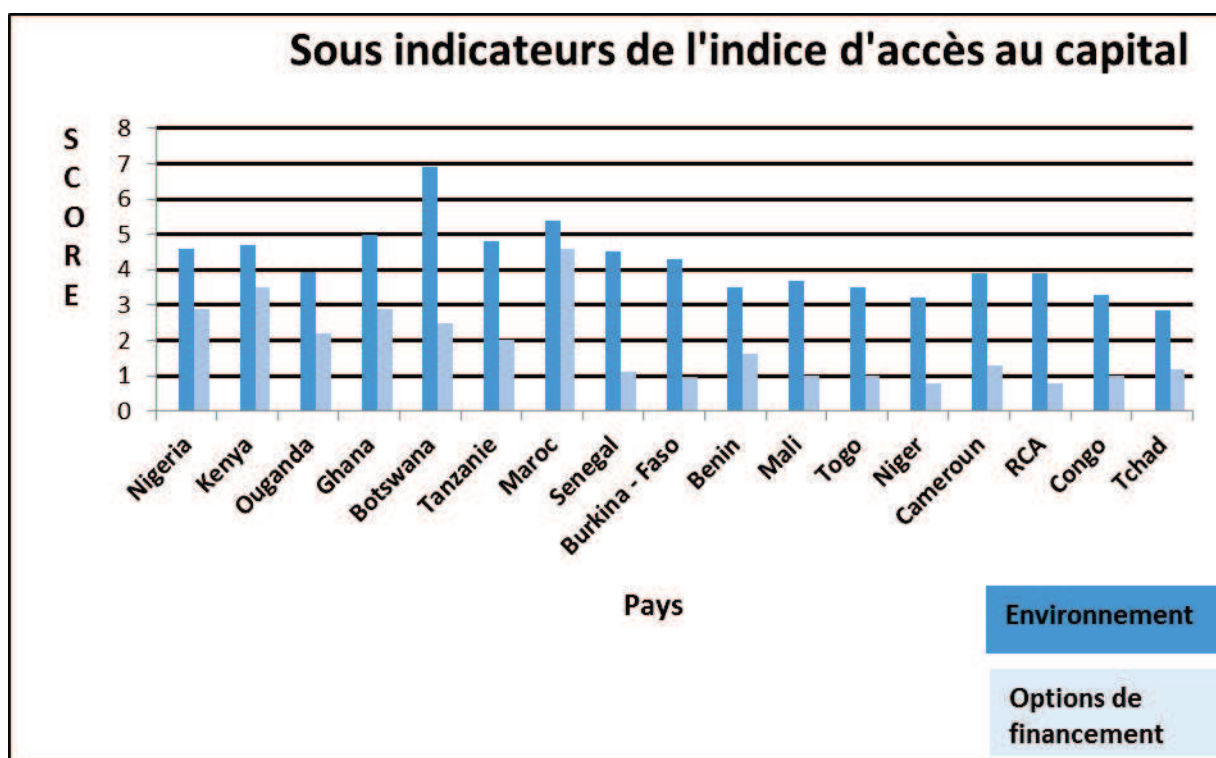 Sous indicateurs de l'indice d'accès au capital
S
C
O
R
E
8
7
6
5
4
3
2
1
0
Nigeria
Kenya
Ouganda
Ghana
Botswana
Tanzanie
Maroc
Senegal
Burkina - Faso
Benin
Mali
Togo
Niger
Cameroun
RCA
Congo
Tchad
Pays
Environnement
Options de
financement